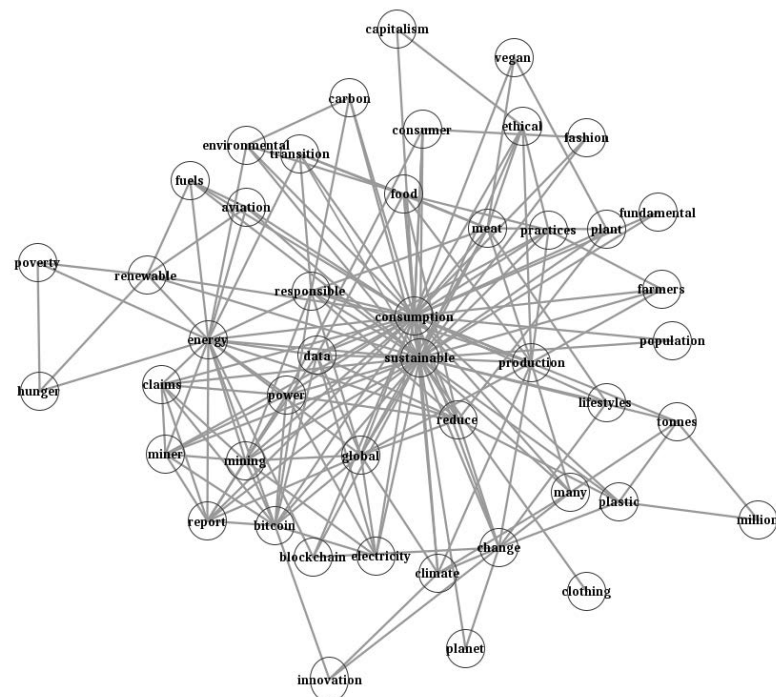 capitalism
vegan
carbon
consumer
ethical
fashion
environmental
transition
fuels
food
aviation
fundamental
meat
practices
plant
poverty
renewable
responsible
farmers
consumption
energy
population
data
sustainable
production
hunger
claims
power
lifestyles
reduce
tonnes
miner
mining
global
many
plastic
report
bitcoin
million
blockchain
electricity
change
climate
clothing
planet
innovation